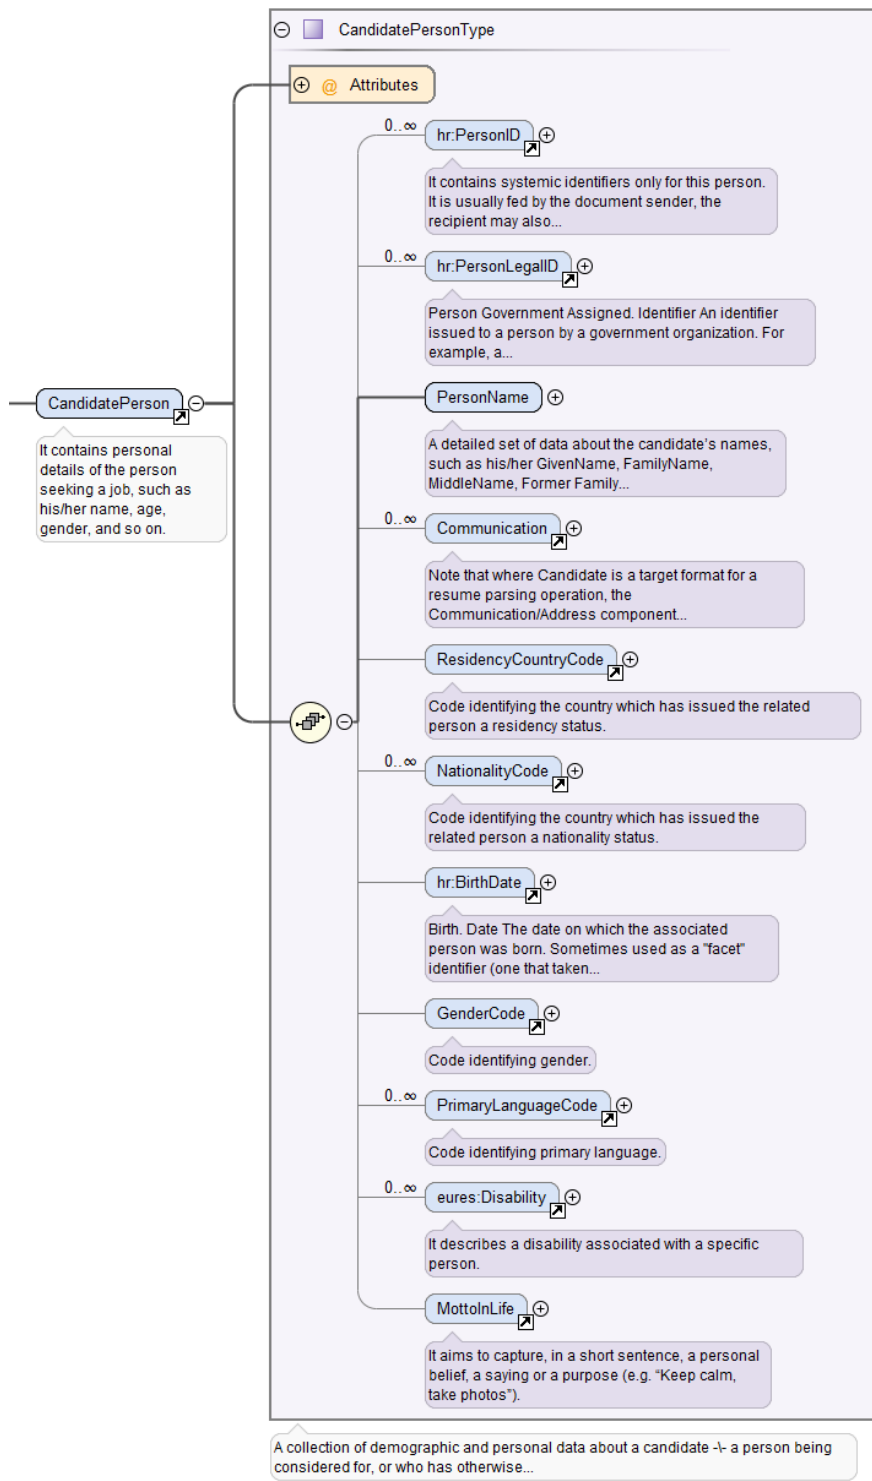 CandidatePersonType
@ Attributes
0..∞
hr:PersonID
It contains systemic identifiers only for this person.
It is usually fed by the document sender, the
recipient may also...
0..∞
hr:PersonLegalID
Person Government Assigned. Identifier An identifier
issued to a person by a government organization. For
example, a...
CandidatePerson
It contains personal
details of the person
seeking a job, such as
his/her name, age,
gender, and so on.
PersonName
A detailed set of data about the candidate’s names,
such as his/her GivenName, FamilyName,
MiddleName, Former Family...
0..∞
Communication
Note that where Candidate is a target format for a
resume parsing operation, the
Communication/Address component...
ResidencyCountryCode
Code identifying the country which has issued the related
person a residency status.
0..∞
NationalityCode
Code identifying the country which has issued the
related person a nationality status.
hr:BirthDate
Birth. Date The date on which the associated
person was born. Sometimes used as a "facet"
identifier (one that taken...
GenderCode
Code identifying gender.
0..∞
PrimaryLanguageCode
Code identifying primary language.
0..∞
eures:Disability
It describes a disability associated with a specific
person.
MottoInLife
It aims to capture, in a short sentence, a personal
belief, a saying or a purpose (e.g. “Keep calm,
take photos”).
A collection of demographic and personal data about a candidate -\- a person being
considered for, or who has otherwise...